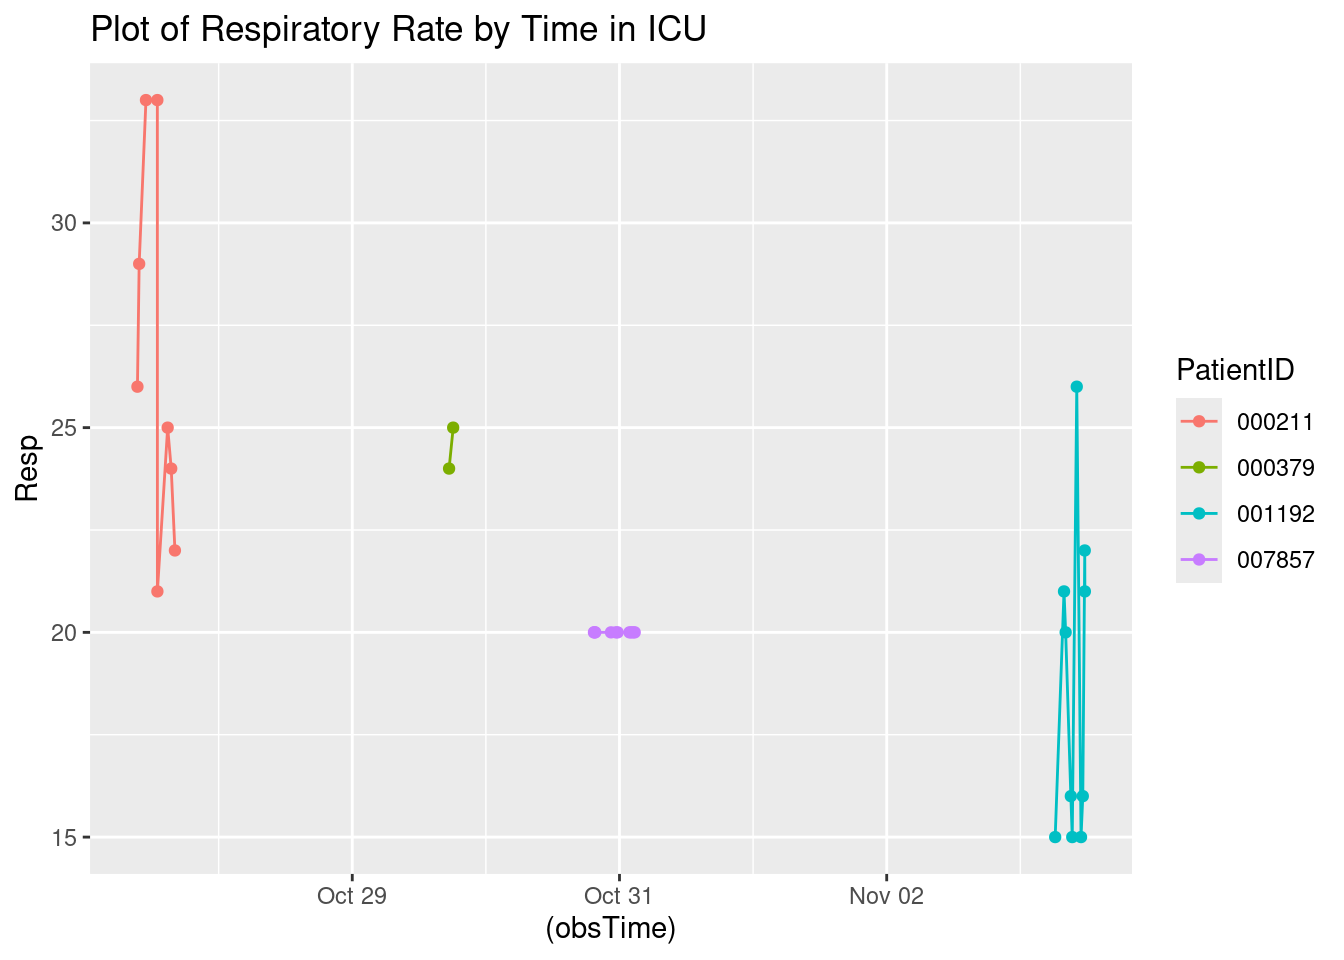 Plot of Respiratory Rate by Time in ICU
30
25
20
15
Resp
Oct 29
Oct 31
Nov 02
(obsTime)
PatientID
000211
000379
001192
007857